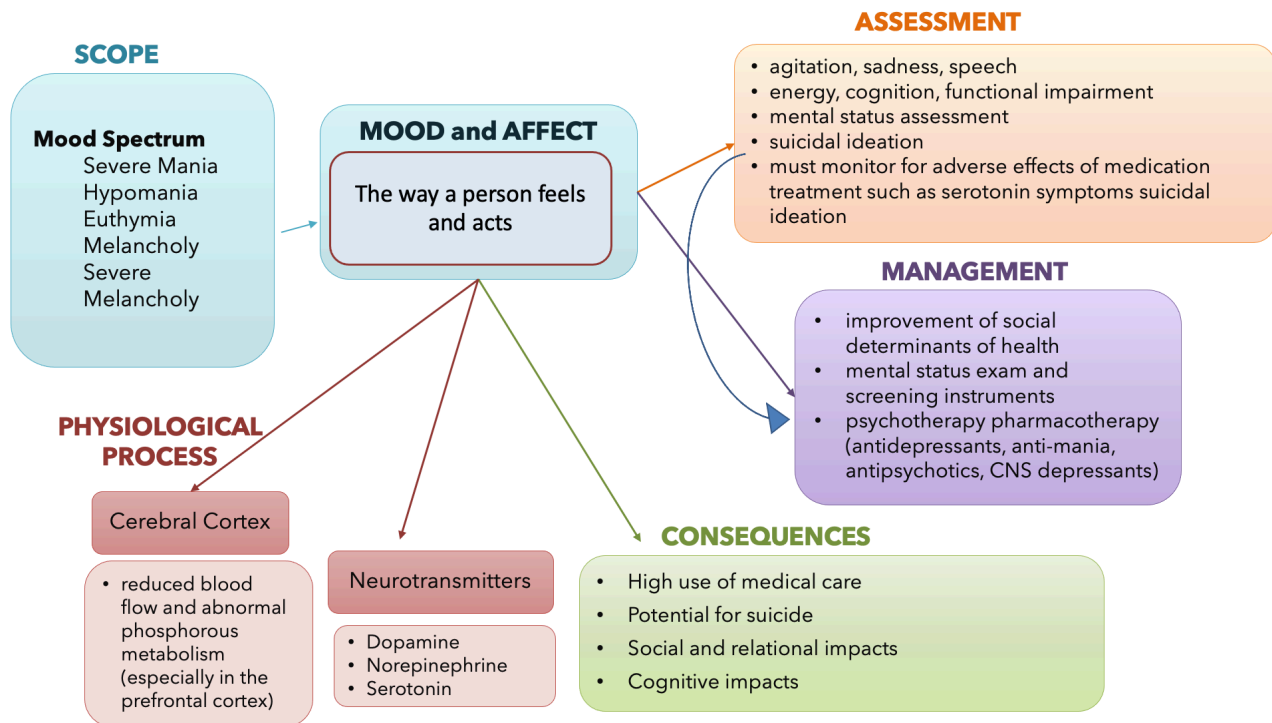 SCOPE
Mood Spectrum
Severe Mania
Hypomania
Euthymia
Melancholy
Severe
Melancholy
MOOD and AFFECT
The way a person feels
and acts
ASSESSMENT
• agitation, sadness, speech
• energy, cognition, functional impairment
• mental status assessment
• suicidal ideation
• must monitor for adverse effects of medication
treatment such as serotonin symptoms suicidal
ideation
MANAGEMENT
• improvement of social
determinants of health
• mental status exam and
screening instruments
• psychotherapy pharmacotherapy
(antidepressants, anti-mania,
antipsychotics, CNS depressants)
PHYSIOLOGICAL
PROCESS
Cerebral Cortex
• reduced blood
flow and abnormal
phosphorous
metabolism
(especially in the
prefrontal cortex)
Neurotransmitters
• Dopamine
• Norepinephrine
• Serotonin
CONSEQUENCES
• High use of medical care
• Potential for suicide
• Social and relational impacts
• Cognitive impacts